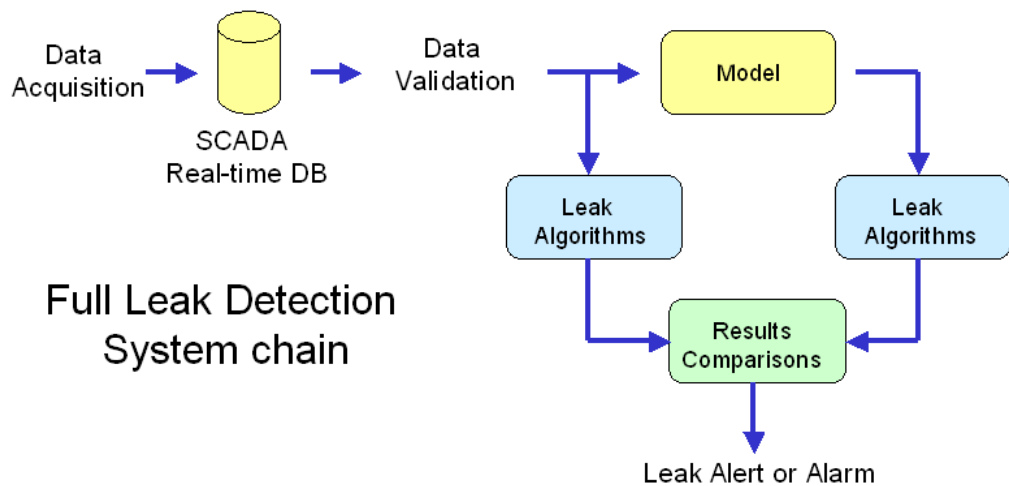 Data
Acquisition
SCADA
Real-time DB
Data
Validation
Model
Leak
Algorithms
Leak
Algorithms
Full Leak Detection
System chain
Results
Comparisons
Leak Alert or Alarm